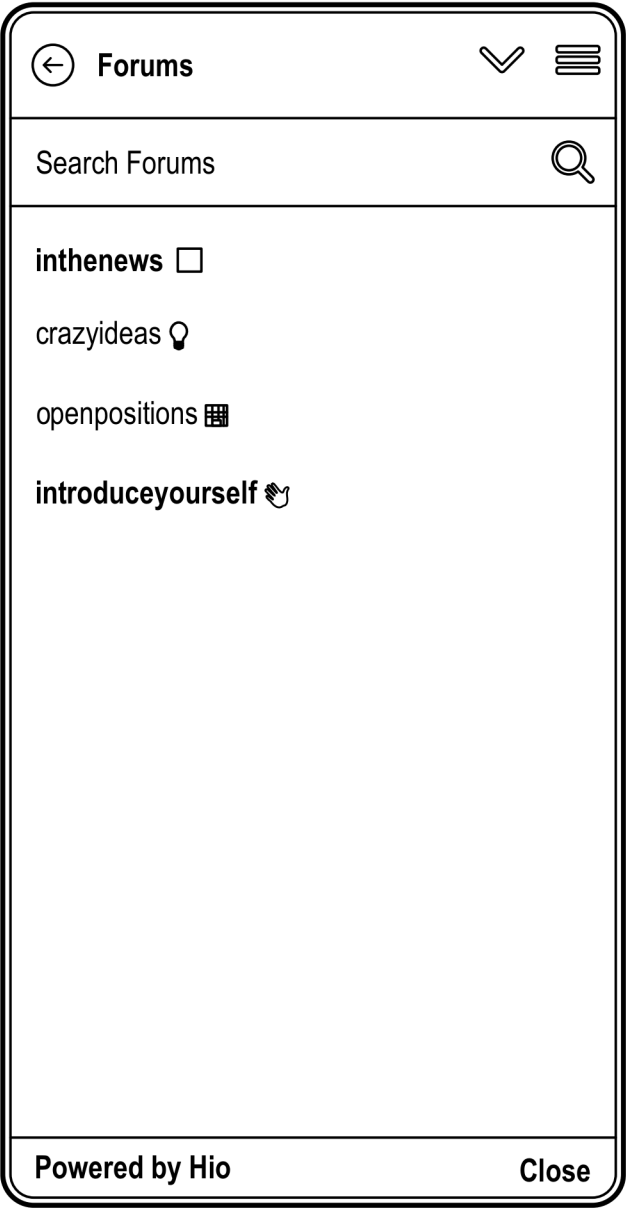 Forums
Search Forums
inthenews
crazyideas
openpositions
introduceyourself
Powered by Hio
Close